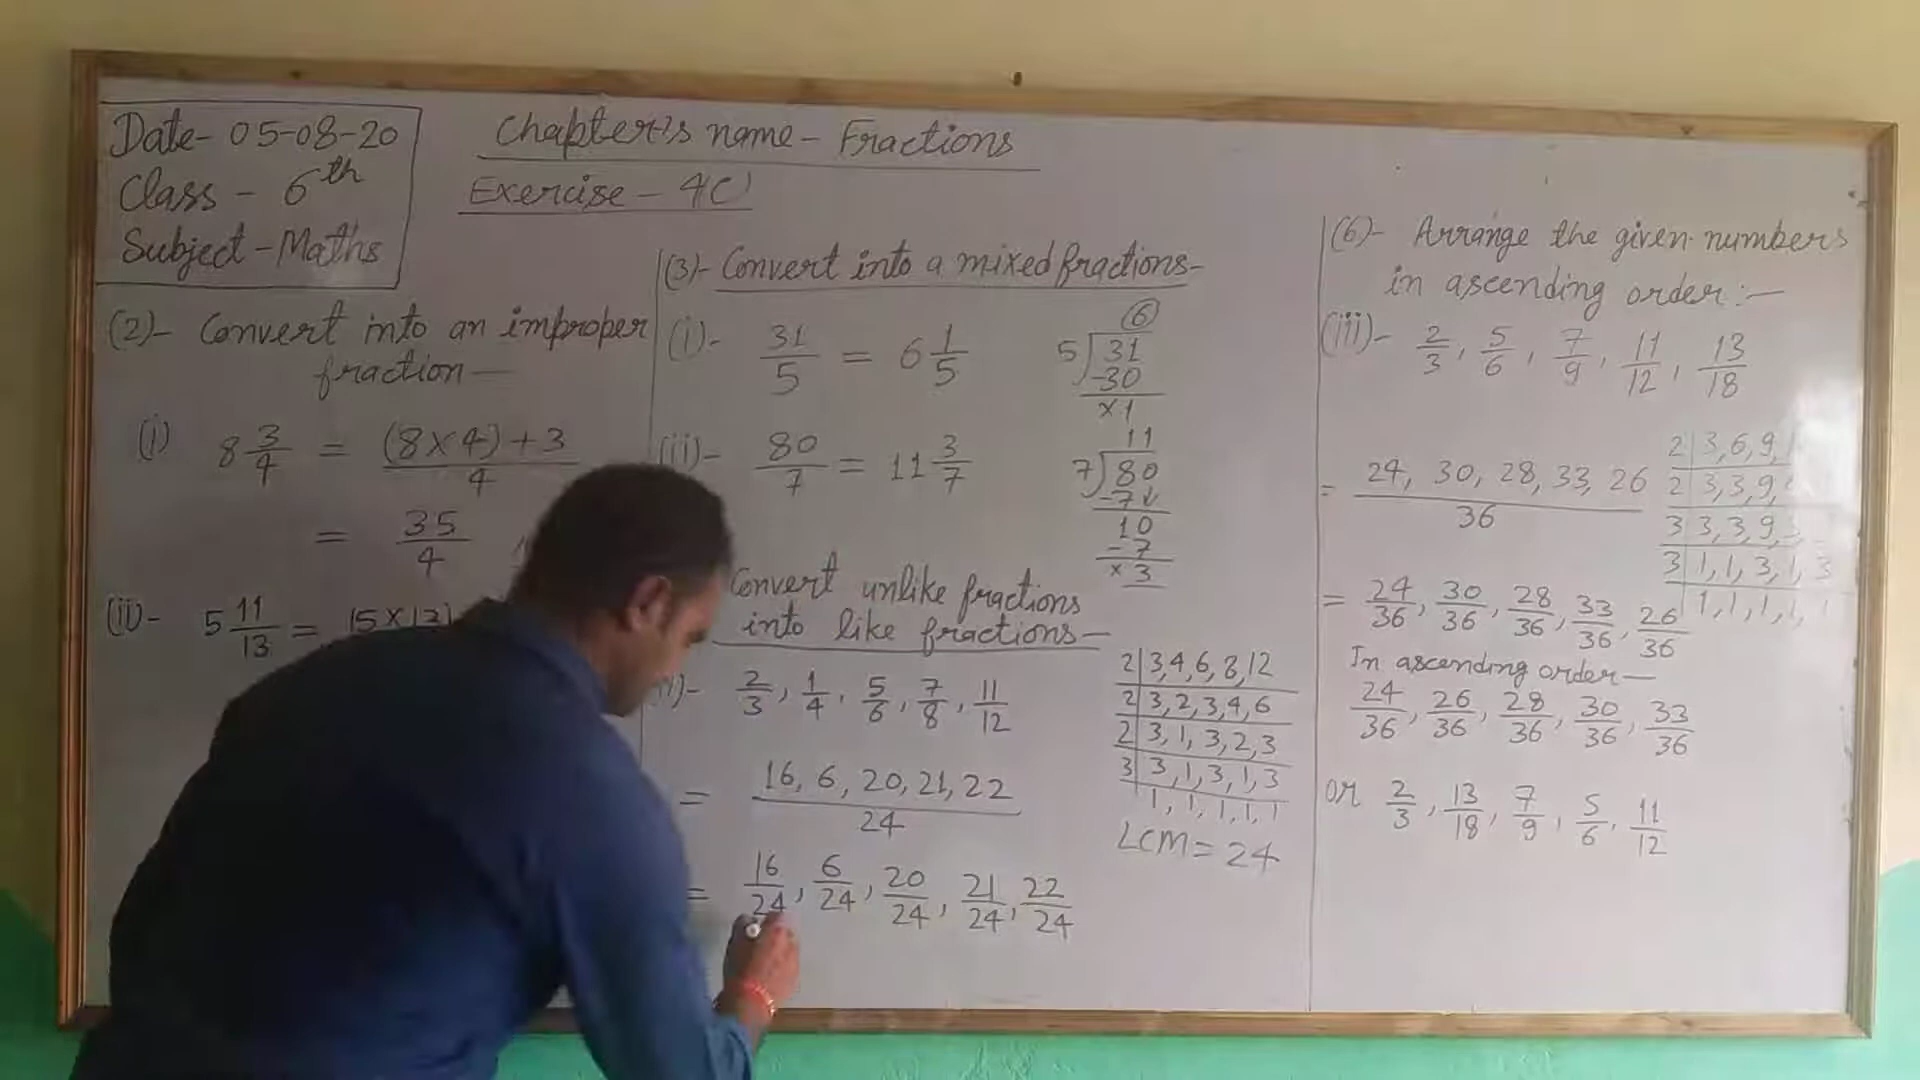 Date- 05-08-20
Class - 6th
Subject - Maths
Chapter's name - Fractions
Exercise - 4C
(2)- Convert into an improper
fraction —
(i) 8 3/4 = (8×4)+3 / 4
= 35/4
(ii)- 5 11/13 =
(3)- Convert into a mixed fractions-
(i)- 31/5 = 6 1/5
6
5)31
-30
×1
(ii)- 80/7 = 11 3/7
11
7)80
-7↓
10
-7
×3
Convert unlike fractions
into like fractions —
2/3, 1/4, 5/6, 7/8, 11/12
= 16, 6, 20, 21, 22 / 24
= 16/24, 6/24, 20/24, 21/24, 22/24
2|3,4,6,8,12
2|3,2,3,4,6
2|3,1,3,2,3
3|3,1,3,1,3
1,1,1,1,1
LCM = 24
(6)- Arrange the given numbers
in ascending order:—
(iii)- 2/3, 5/6, 7/9, 11/12, 13/18
= 24, 30, 28, 33, 26 / 36
2|3,6,9,
2|3,3,9,
3|3,3,9,
3|1,1,3,1,3
1,1,1,1,1
= 24/36, 30/36, 28/36, 33/36, 26/36
In ascending order —
24/36, 26/36, 28/36, 30/36, 33/36
or 2/3, 13/18, 7/9, 5/6, 11/12